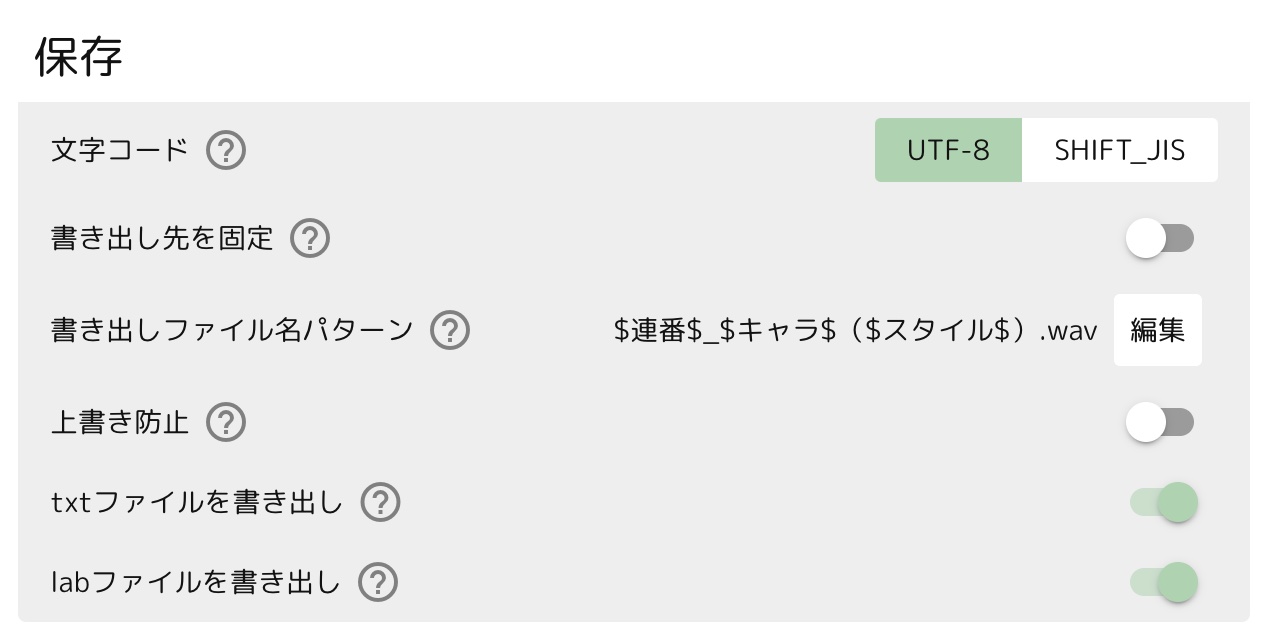 保存
文字コード ? UTF-8 SHIFT_JIS
書き出し先を固定 ?
書き出しファイル名パターン ? $連番$_$キャラ$（$スタイル$）.wav 編集
上書き防止 ?
txtファイルを書き出し ?
labファイルを書き出し ?